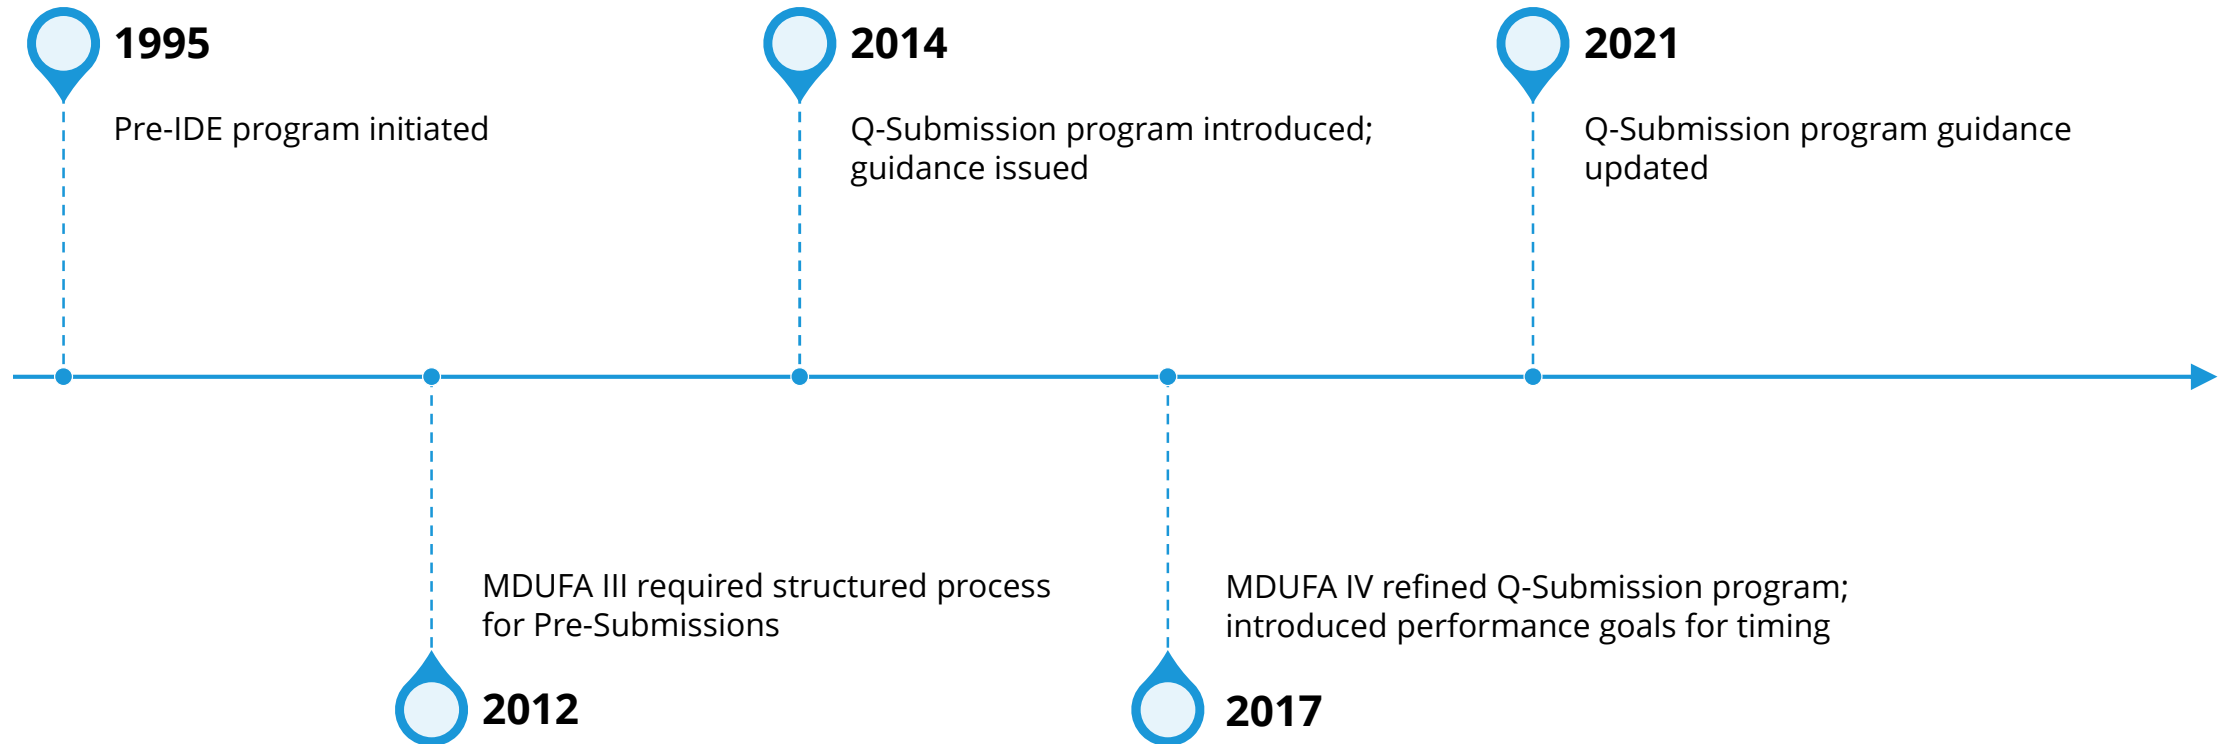 1995
Pre-IDE program initiated
2014
Q-Submission program introduced;
guidance issued
2021
Q-Submission program guidance
updated
MDUFA III required structured process
for Pre-Submissions
2012
MDUFA IV refined Q-Submission program;
introduced performance goals for timing
2017